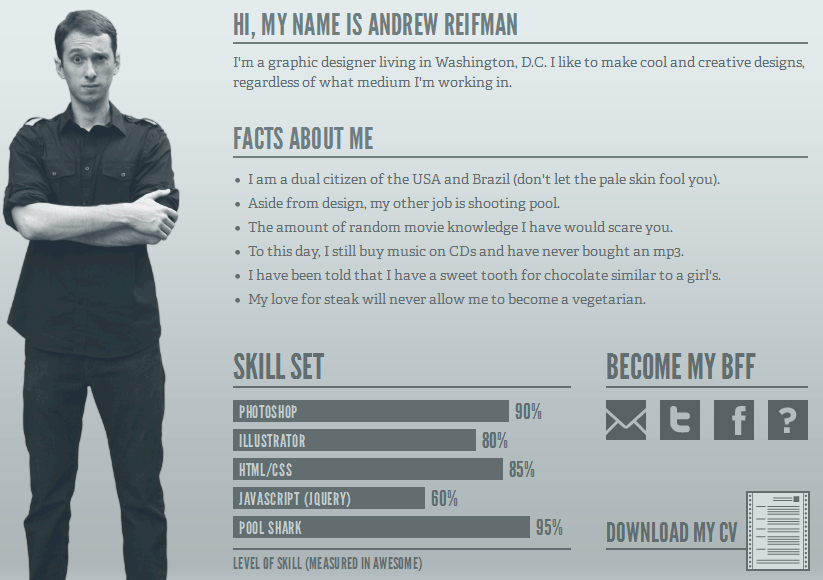 HI, MY NAME IS ANDREW REIFMAN
I'm a graphic designer living in Washington, D.C. I like to make cool and creative designs,
regardless of what medium I'm working in.
FACTS ABOUT ME
• I am a dual citizen of the USA and Brazil (don't let the pale skin fool you).
• Aside from design, my other job is shooting pool.
• The amount of random movie knowledge I have would scare you.
• To this day, I still buy music on CDs and have never bought an mp3.
• I have been told that I have a sweet tooth for chocolate similar to a girl's.
• My love for steak will never allow me to become a vegetarian.
SKILL SET
PHOTOSHOP 90%
ILLUSTRATOR 80%
HTML/CSS 85%
JAVASCRIPT (JQUERY) 60%
POOL SHARK 95%
LEVEL OF SKILL (MEASURED IN AWESOME)
BECOME MY BFF
t f ?
DOWNLOAD MY CV